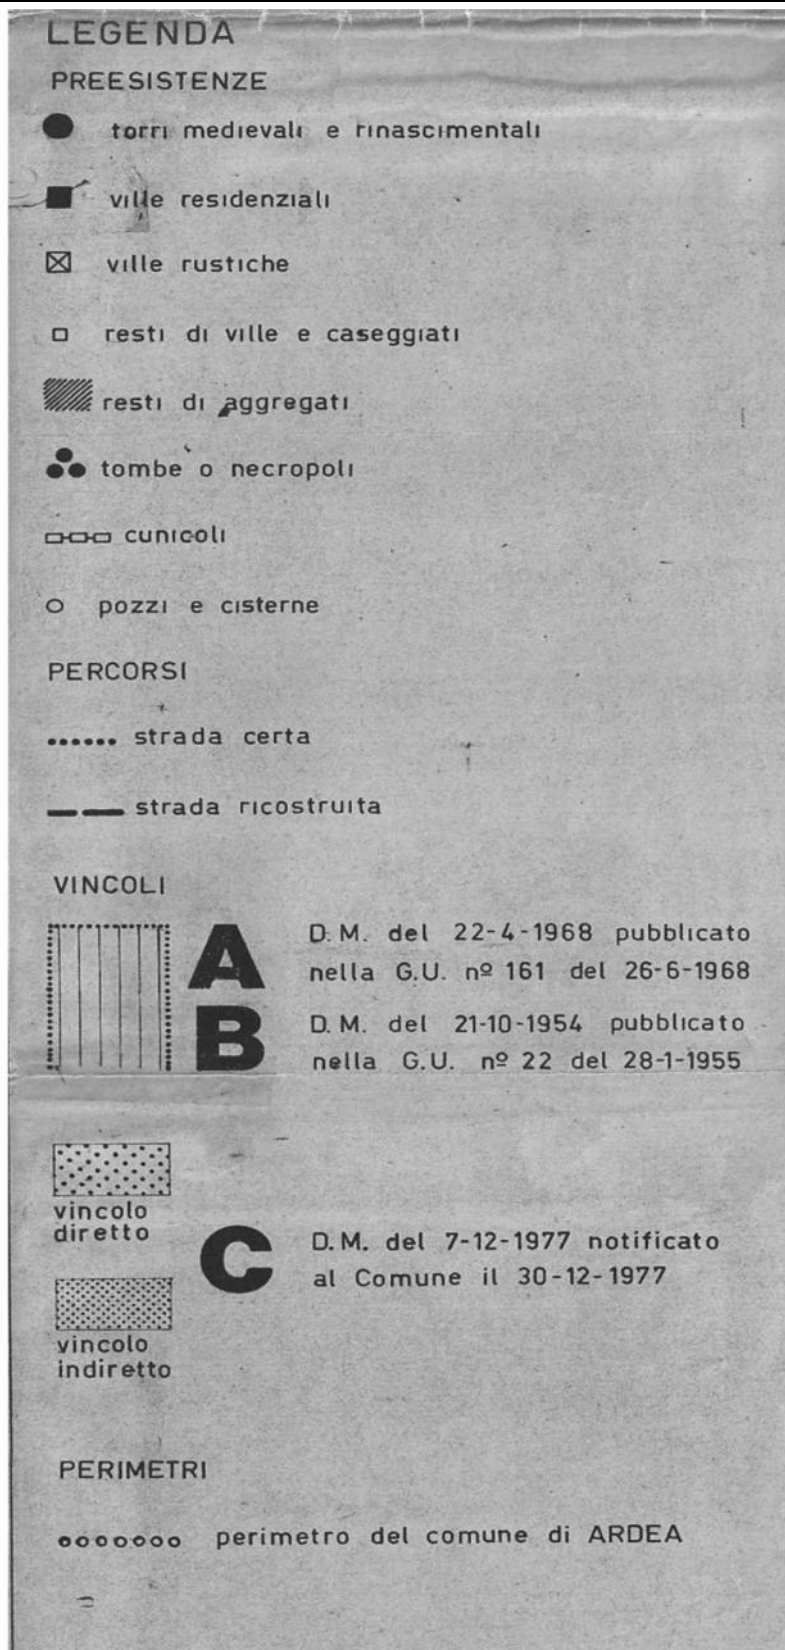 LEGENDA
PREESISTENZE
torri medievali e rinascimentali
ville residenziali
ville rustiche
resti di ville e caseggiati
resti di aggregati
tombe o necropoli
cunicoli
pozzi e cisterne
PERCORSI
strada certa
strada ricostruita
VINCOLI
A
D.M. del 22-4-1968 pubblicato
nella G.U. nº 161 del 26-6-1968
B
D.M. del 21-10-1954 pubblicato
nella G.U. nº 22 del 28-1-1955
vincolo
diretto
C
D.M. del 7-12-1977 notificato
al Comune il 30-12-1977
vincolo
indiretto
PERIMETRI
perimetro del comune di ARDEA